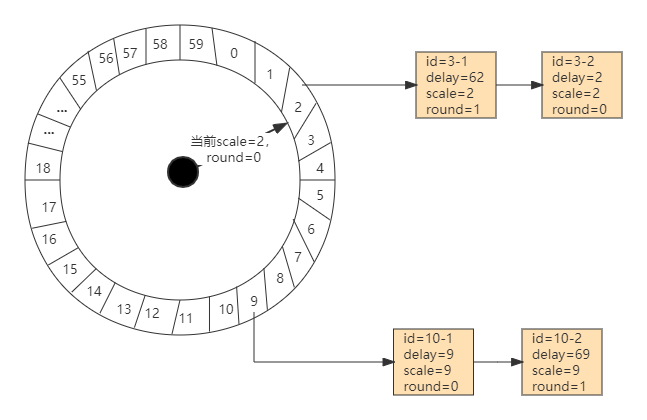 59
0
1
2
3
4
5
6
7
8
9
10
11
12
13
14
15
16
17
18
...
...
55
56
57
58
当前scale=2,
round=0
id=3-1
delay=62
scale=2
round=1
id=3-2
delay=2
scale=2
round=0
id=10-1
delay=9
scale=9
round=0
id=10-2
delay=69
scale=9
round=1